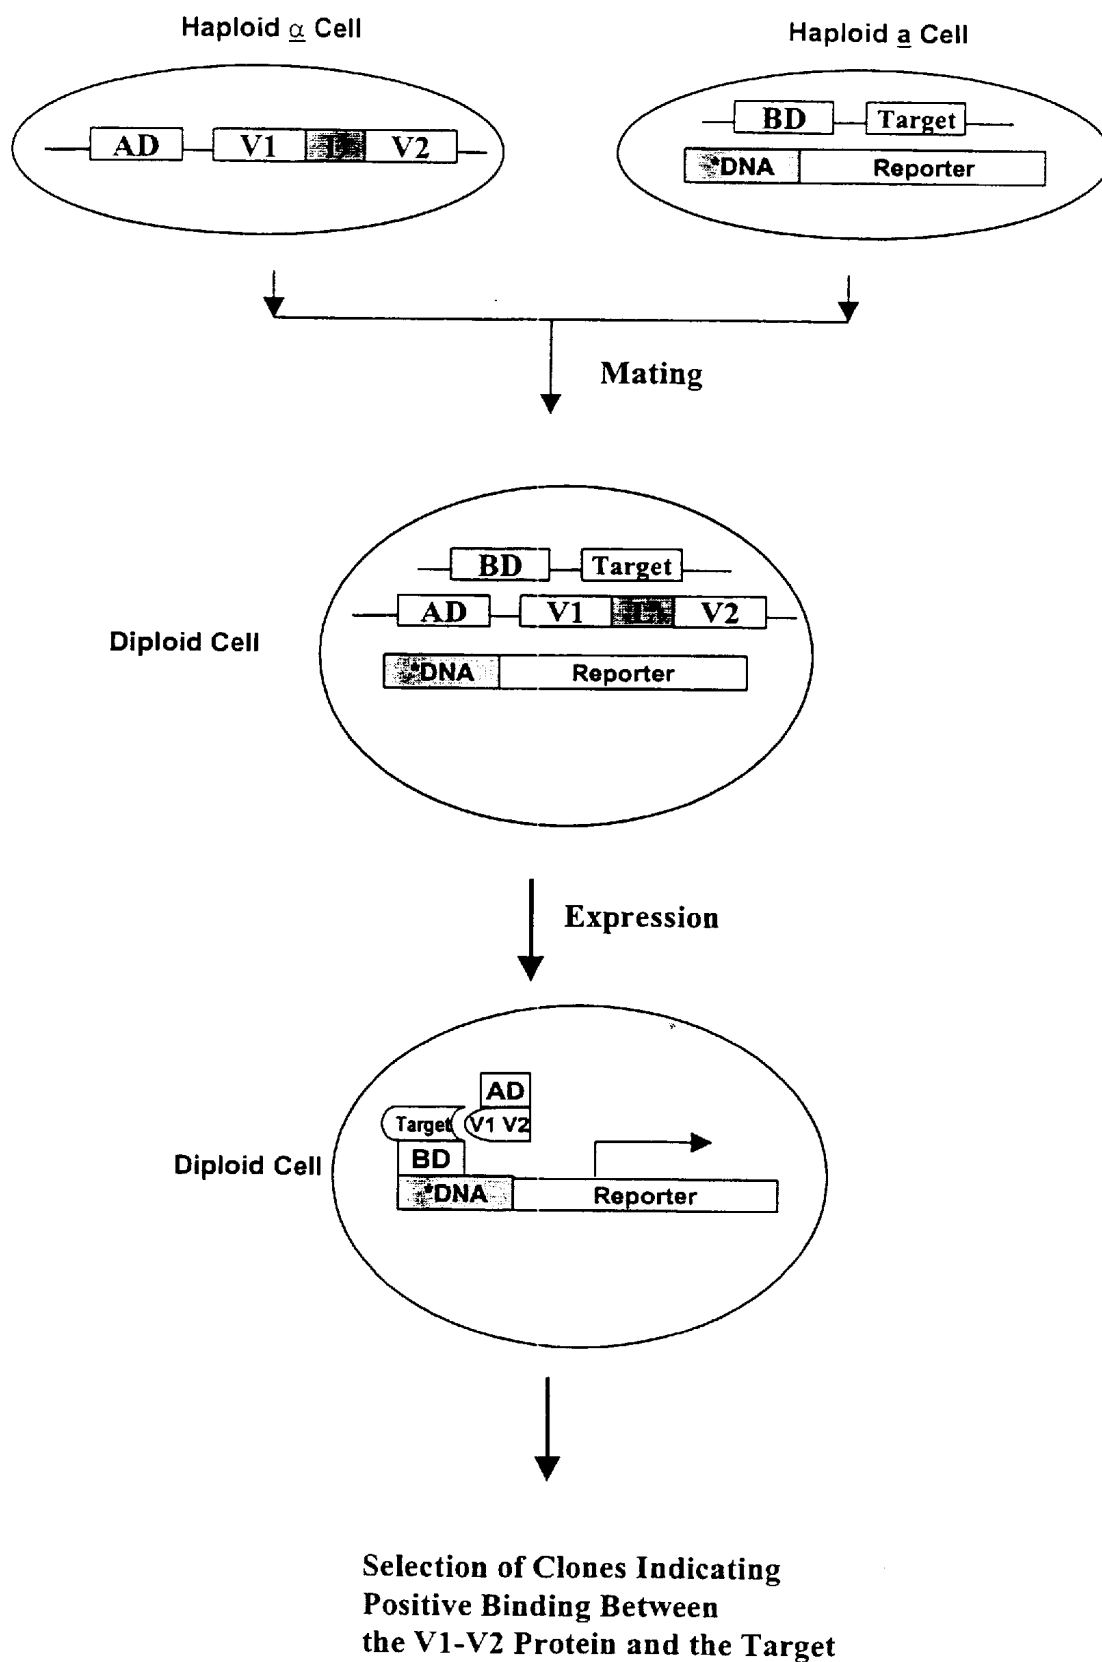 Haploid α Cell
Haploid a Cell
AD V1 V2
BD Target
*DNA Reporter
Mating
BD Target
AD V1 V2
Diploid Cell
*DNA Reporter
Expression
AD
Target V1 V2
BD
Diploid Cell
*DNA Reporter
Selection of Clones Indicating
Positive Binding Between
the V1-V2 Protein and the Target